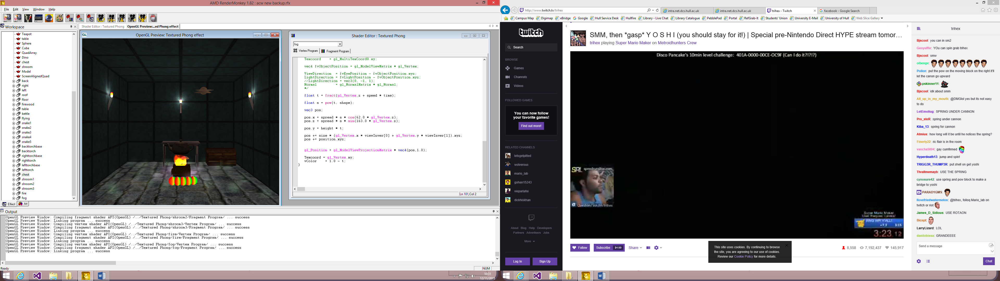 AMD RenderMonkey 1.82 : acw new backup.rfx
File Edit View Window Help
Workspace
Teapot
table
Sphere
Cube
QuadArray
Dino
chest
shroom
Model
ScreenAlignedQuad
back
right
left
roof
floor
firewood
table
kettle
flying
snake1
snake2
snake3
snake4
snake5
backtorchbase
backtorch
righttorchbase
righttorch
lefttorchbase
lefttorch
chest
shroom1
shroom2
shroom3
fire
fog
Effect Art
Shader Editor : Textured Phong OpenGL Preview:...ed Phong effect
GL OpenGL Preview: Textured Phong effect
Shader Editor : Textured Phong
fog
Vertex Program Fragment Program
Texcoord = gl_MultiTexCoord0.xy;
vec4 fvObjectPosition = gl_ModelViewMatrix * gl_Vertex;
ViewDirection = fvEyePosition - fvObjectPosition.xyz;
LightDirection = fvLightPosition - fvObjectPosition.xyz;
//LightDirection = vec3(0, -1, 1);
Normal = gl_NormalMatrix * gl_Normal;
*/
float t = fract(gl_Vertex.z + speed * time);
float s = pow(t, shape);
vec3 pos;
pos.x = spread * s * cos(62.0 * gl_Vertex.z);
pos.z = spread * s * sin(163.0 * gl_Vertex.z);
pos.y = height * t;
pos += size * (gl_Vertex.x * viewInver[0] + gl_Vertex.y * viewInver[1]).xyz;
pos += position.xyz;
gl_Position = gl_ModelViewProjectionMatrix * vec4(pos,1.0);
Texcoord = gl_Vertex.xy;
vColor = 1.0 - t;
}
Ln 101,Col 2
Output
OpenGL Preview Window: Compiling fragment shader API(OpenGL) /../Textured Phong/shroom2/Fragment Program/ ... success
OpenGL Preview Window: Linking program ... success
OpenGL Preview Window: Compiling vertex shader API(OpenGL) /../Textured Phong/shroom3/Vertex Program/ ... success
OpenGL Preview Window: Compiling fragment shader API(OpenGL) /../Textured Phong/shroom3/Fragment Program/ ... success
OpenGL Preview Window: Linking program ... success
OpenGL Preview Window: Compiling vertex shader API(OpenGL) /../Textured Phong/fire/Vertex Program/ ... success
OpenGL Preview Window: Compiling fragment shader API(OpenGL) /../Textured Phong/fire/Fragment Program/ ... success
OpenGL Preview Window: Linking program ... success
OpenGL Preview Window: Compiling vertex shader API(OpenGL) /../Textured Phong/fog/Vertex Program/ ... success
OpenGL Preview Window: Compiling fragment shader API(OpenGL) /../Textured Phong/fog/Fragment Program/ ... success
OpenGL Preview Window: Linking program ... success
Ready
NUM
10:31
12/11/2015
http://www.twitch.tv/trihex
intra.net.dcs.hull.ac.uk
intra.net.dcs.hull.ac.uk
trihex - Twitch
facebook - Google Search
Campus Map Digimap eBridge Google Hull Service Desk Hullfire Library - Live Chat Library Catalogue PebblePad Portal RefGrab-It Students' Union University E-Mail University of Hull Web Slice Gallery
twitch
Search
BROWSE
Games
Channels
Videos
FOLLOWED GAMES
You can now follow
your favorite games!
Find out more!
RELATED CHANNELS
letsgetpitted
wolverous
mario_lab
gohan15243
vieparlafoi
dickhiskhan
About Blog Help Developers
Partners Advertisers Jobs
More
Log In Sign Up
SMM, then *gasp* Y O S H I (you should stay for it!) | Special pre-Nintendo Direct HYPE stream tomor...
trihex playing Super Mario Maker on Metroidhunters Crew
Disco Pancake's 10min level challenge: 401A-0000-00CE-OC9F (Can I do it?!?!?)
SRL speedrunslive.com
Question? ask.fm/trihex
Super Mario Maker
User Request Levels!
RNG WR Y'ALL!
+7.7 3:15
3:23.12
Follow Subscribe $4.99 Share
This site uses cookies. By continuing to browse
the site, you are agreeing to our use of cookies.
Review our Cookie Policy for more details.
8,558 7,192,437 145,917
trihex
Bjscool: you can in sm2
Geoyuffie: YOu can spin grab trihex
Bjscool: smw
oibenge:
Poilon: put the pow on the moving block on the right it'll
let the canon go upward
pskinner11:
Bjscool: idk about smm
All_up_in_my_mouth: @DMGlol yes but its not easy
to do
LetEmoliug: SPRING UNDER CANNON
Pro_steR: spring under cannon
Kiba_13: spring for cannon
Atmius: how long will it be until he notices the spring?
Finerty22: ric flair is in the room
vancha5004: gay cumfirmed
Hyperdeath13: jump and spin!
TRIGG3R_THUMP3R: put shell on get yoshi
Thrallmemayb: USE THE SPRING
cynosure42: use spring and pow block to make a
bridge to yoshi
PARAD1GMS:
Ilovefriedwatermelon: @trihex, folloq Mario_lab on
twitch or riot
James_D_Sidious: USE ROTAON
Bicept:
LarryLizard: LOL
danilobissa: GRANDEEEE
Send a message
Chat